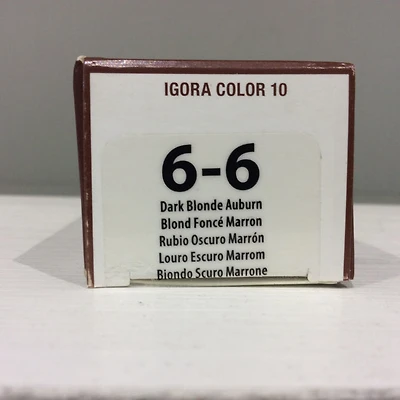 IGORA COLOR 10
6-6
Dark Blonde Auburn
Blond Foncé Marron
Rubio Oscuro Marrón
Louro Escuro Marrom
Biondo Scuro Marrone